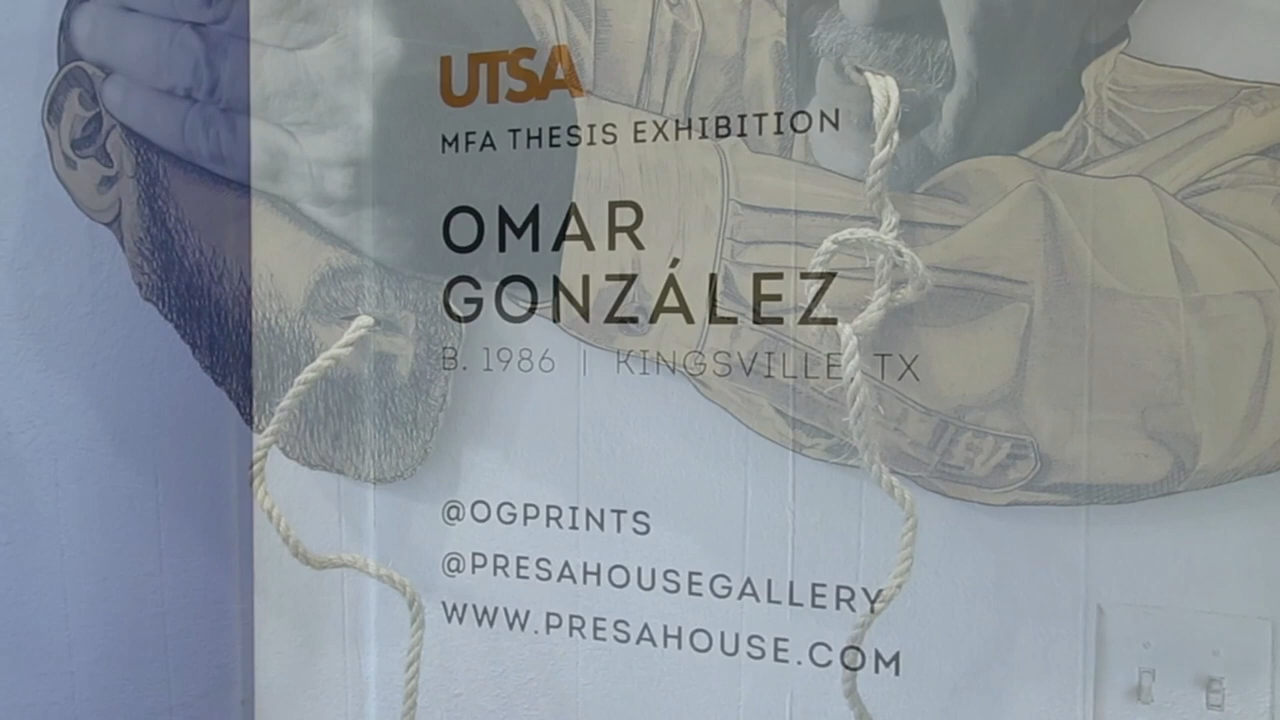 UTSA
MFA THESIS EXHIBITION
OMAR
GONZÁLEZ
B. 1986 | KINGSVILLE, TX
@OGPRINTS
@PRESAHOUSEGALLERY
WWW.PRESAHOUSE.COM